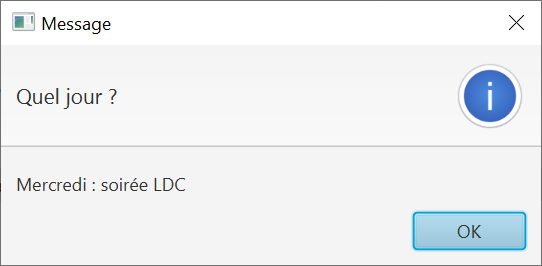 Message
Quel jour ?
Mercredi : soirée LDC
OK